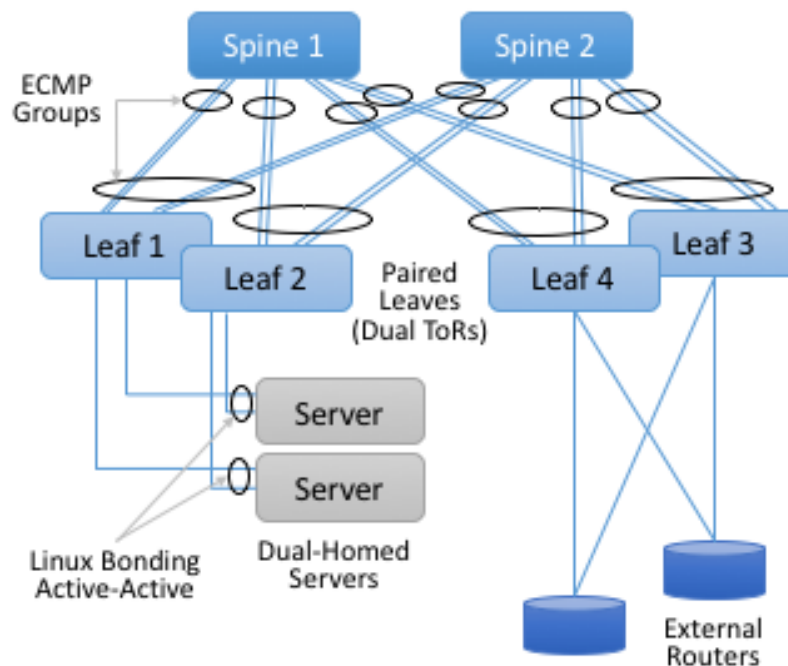 Spine 1
Spine 2
ECMP
Groups
Leaf 1
Leaf 2
Paired
Leaves
(Dual ToRs)
Leaf 4
Leaf 3
Server
Server
Linux Bonding
Active-Active
Dual-Homed
Servers
External
Routers